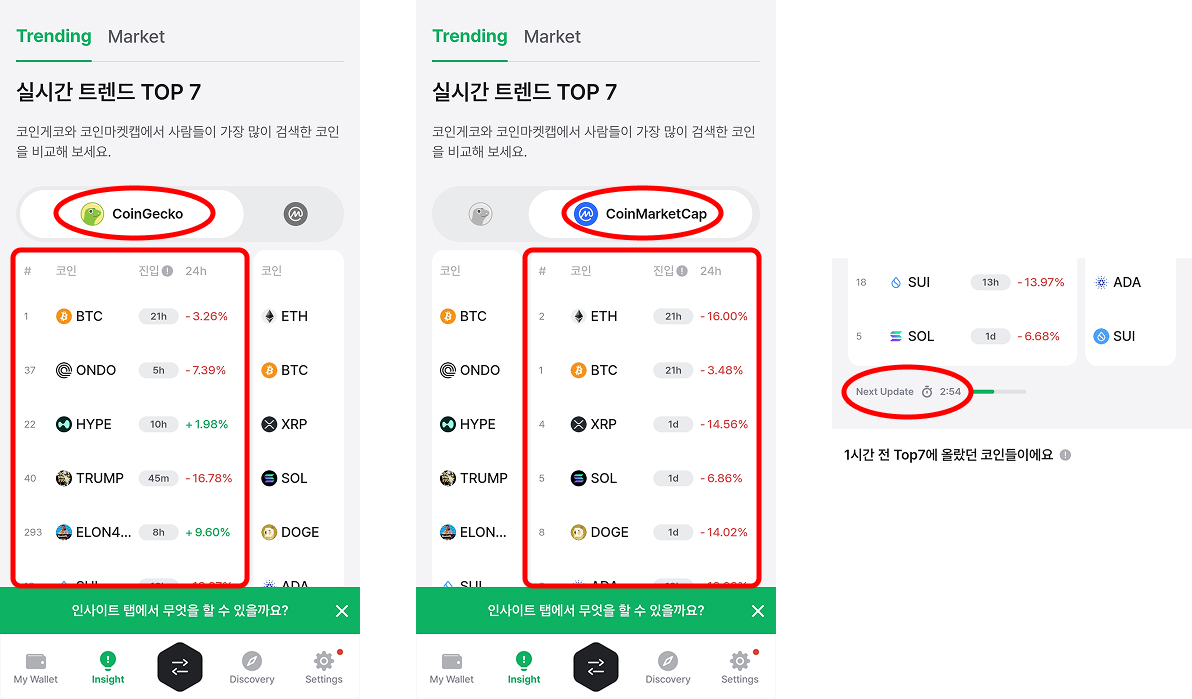 Trending Market
실시간 트렌드 TOP 7
코인게코와 코인마켓캡에서 사람들이 가장 많이 검색한 코인
을 비교해 보세요.
CoinGecko
# 코인 진입 24h 코인
1 BTC 21h -3.26% ETH
37 ONDO 5h -7.39% BTC
22 HYPE 10h +1.98% XRP
40 TRUMP 45m -16.78% SOL
293 ELON4... 8h +9.60% DOGE
SUI ADA
인사이트 탭에서 무엇을 할 수 있을까요?
My Wallet Insight Discovery Settings
Trending Market
실시간 트렌드 TOP 7
코인게코와 코인마켓캡에서 사람들이 가장 많이 검색한 코인
을 비교해 보세요.
CoinMarketCap
코인 # 코인 진입 24h
BTC 2 ETH 21h -16.00%
ONDO 1 BTC 21h -3.48%
HYPE 4 XRP 1d -14.56%
TRUMP 5 SOL 1d -6.86%
ELON... 8 DOGE 1d -14.02%
SUI ADA
인사이트 탭에서 무엇을 할 수 있을까요?
My Wallet Insight Discovery Settings
18 SUI 13h -13.97% ADA
5 SOL 1d -6.68% SUI
Next Update 2:54
1시간 전 Top7에 올랐던 코인들이에요